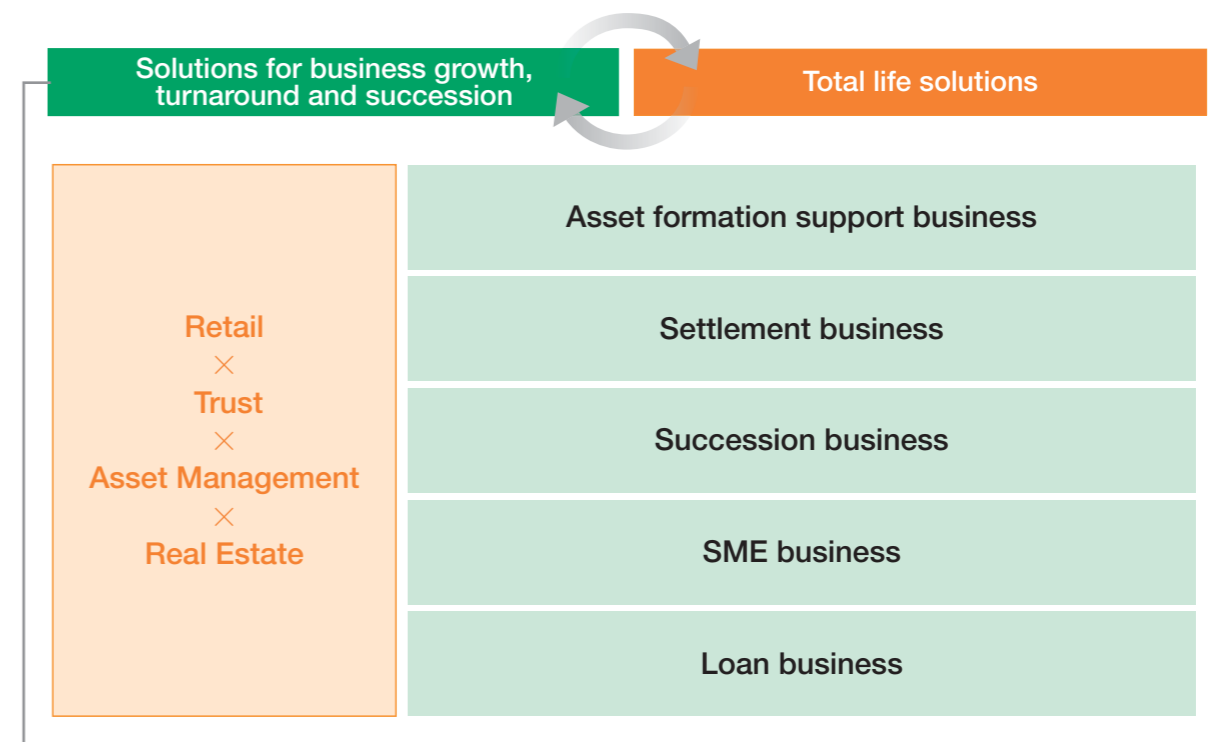 Solutions for business growth,
turnaround and succession
Total life solutions
Retail
×
Trust
×
Asset Management
×
Real Estate
Asset formation support business
Settlement business
Succession business
SME business
Loan business